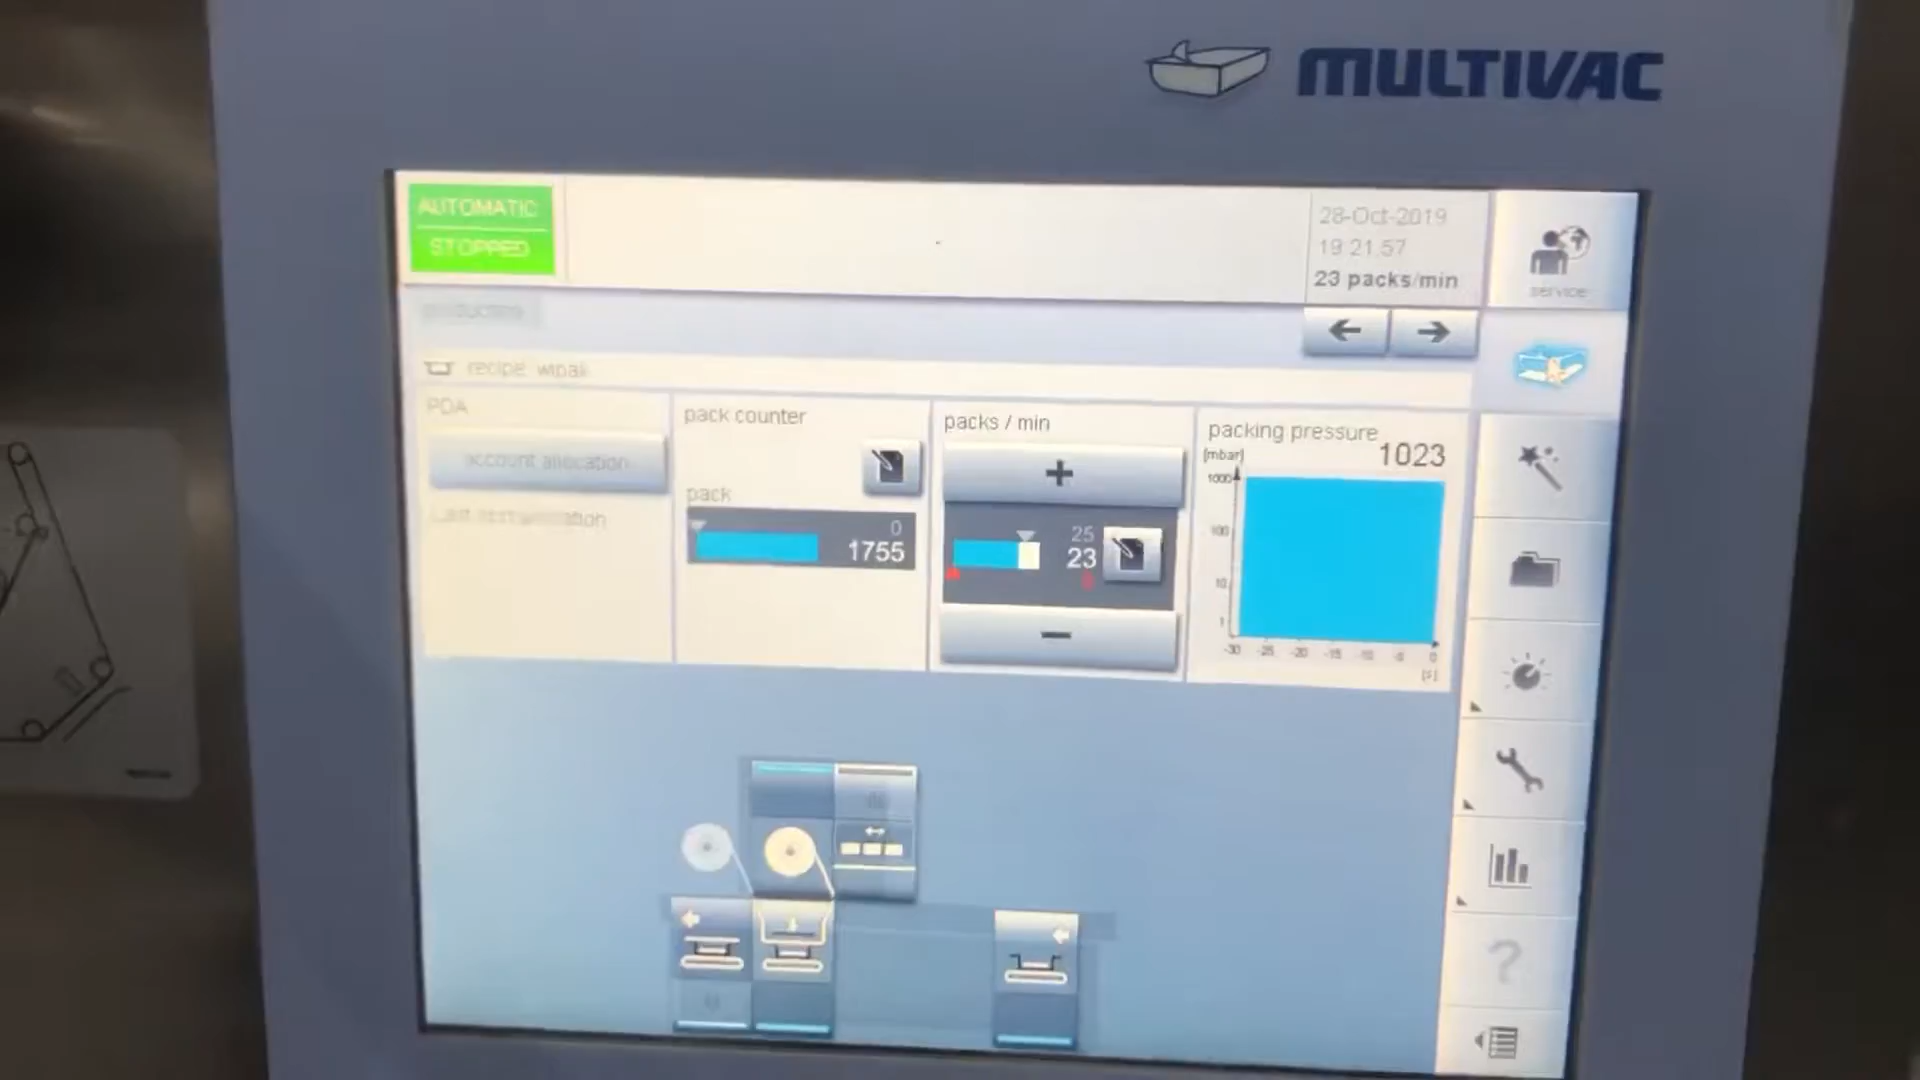 MULTIVAC
AUTOMATIC
STOPPED
28-Oct-2019
19:21:57
23 packs/min
service
production
recipe: wipak
PDA
account allocation
pack counter
pack
0
1755
packs / min
25
23
packing pressure
[mbar]
1023
1000
100
10
1
-30 -25 -20 -15 -10 -5 0
[s]